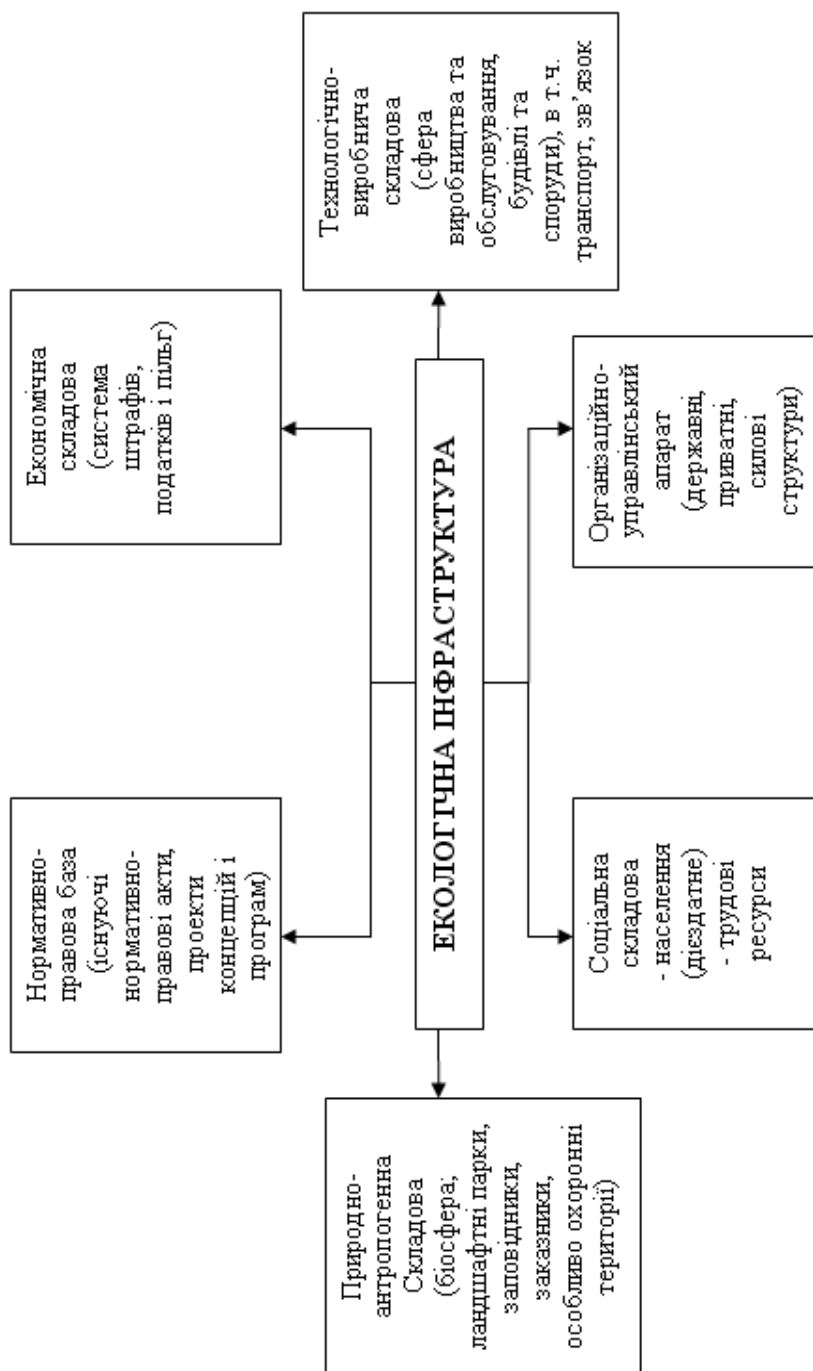 Нормативно-
правова база
(існуючі
нормативно-
правові акти,
проекти
концепцій і
програм)
Економічна
складова
(система
штрафів,
податків і пільг)
Природно-
антропогенна
Складова
(біосфера;
ландшафтні парки,
заповідники,
заказники,
особливо охоронні
території)
ЕКОЛОГІЧНА ІНФРАСТРУКТУРА
Технологічно-
виробнича
складова
(сфера
виробництва та
обслуговування,
будівлі та
споруди), в т.ч.
транспорт, зв’язок
Соціальна
складова
- населення
(дієздатне)
- трудові
ресурси
Організаційно-
управлінський
апарат
(державні,
приватні,
силові
структури)